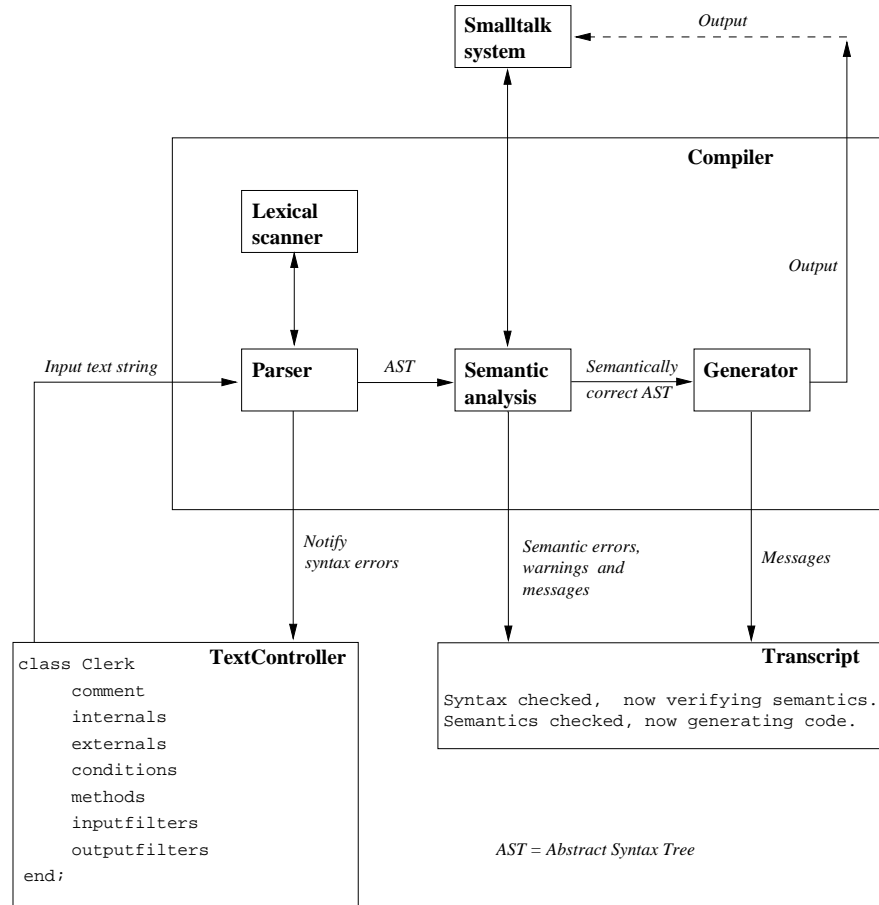 Smalltalk
system
Output
Compiler
Lexical
scanner
Output
Input text string
Parser
AST
Semantic
analysis
Semantically
correct AST
Generator
Notify
syntax errors
Semantic errors,
warnings and
messages
Messages
TextController
class Clerk
comment
internals
externals
conditions
methods
inputfilters
outputfilters
end;
Transcript
Syntax checked, now verifying semantics.
Semantics checked, now generating code.
AST = Abstract Syntax Tree